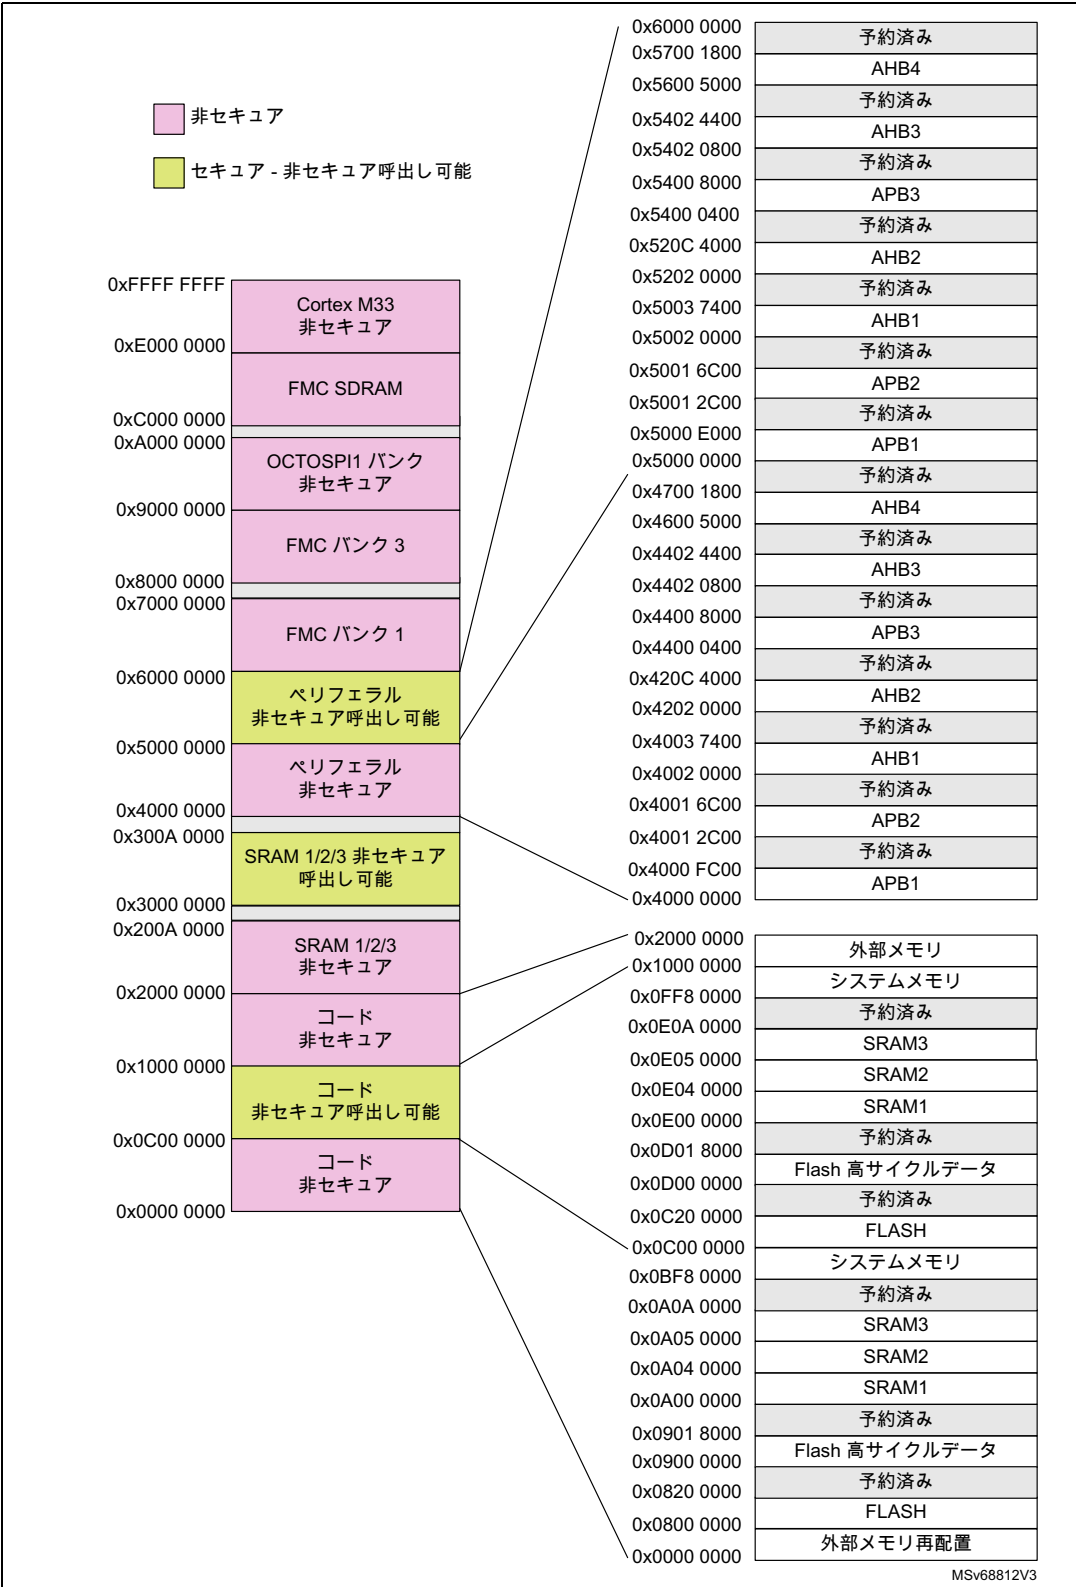 非セキュア
セキュア - 非セキュア呼出し可能
0xFFFF FFFF
Cortex M33
非セキュア
0xE000 0000
FMC SDRAM
0xC000 0000
0xA000 0000
OCTOSPI1 バンク
非セキュア
0x9000 0000
FMC バンク 3
0x8000 0000
0x7000 0000
FMC バンク 1
0x6000 0000
ペリフェラル
非セキュア呼出し可能
0x5000 0000
ペリフェラル
非セキュア
0x4000 0000
0x300A 0000
SRAM 1/2/3 非セキュア
呼出し可能
0x3000 0000
0x200A 0000
SRAM 1/2/3
非セキュア
0x2000 0000
コード
非セキュア
0x1000 0000
コード
非セキュア呼出し可能
0x0C00 0000
コード
非セキュア
0x0000 0000
0x6000 0000
予約済み
0x5700 1800
AHB4
0x5600 5000
予約済み
0x5402 4400
AHB3
0x5402 0800
予約済み
0x5400 8000
APB3
0x5400 0400
予約済み
0x520C 4000
AHB2
0x5202 0000
予約済み
0x5003 7400
AHB1
0x5002 0000
予約済み
0x5001 6C00
APB2
0x5001 2C00
予約済み
0x5000 E000
APB1
0x5000 0000
予約済み
0x4700 1800
AHB4
0x4600 5000
予約済み
0x4402 4400
AHB3
0x4402 0800
予約済み
0x4400 8000
APB3
0x4400 0400
予約済み
0x420C 4000
AHB2
0x4202 0000
予約済み
0x4003 7400
AHB1
0x4002 0000
予約済み
0x4001 6C00
APB2
0x4001 2C00
予約済み
0x4000 FC00
APB1
0x4000 0000
0x2000 0000
外部メモリ
0x1000 0000
システムメモリ
0x0FF8 0000
予約済み
0x0E0A 0000
SRAM3
0x0E05 0000
SRAM2
0x0E04 0000
SRAM1
0x0E00 0000
予約済み
0x0D01 8000
Flash 高サイクルデータ
0x0D00 0000
予約済み
0x0C20 0000
FLASH
0x0C00 0000
システムメモリ
0x0BF8 0000
予約済み
0x0A0A 0000
SRAM3
0x0A05 0000
SRAM2
0x0A04 0000
SRAM1
0x0A00 0000
予約済み
0x0901 8000
Flash 高サイクルデータ
0x0900 0000
予約済み
0x0820 0000
FLASH
0x0800 0000
外部メモリ再配置
0x0000 0000
MSv68812V3